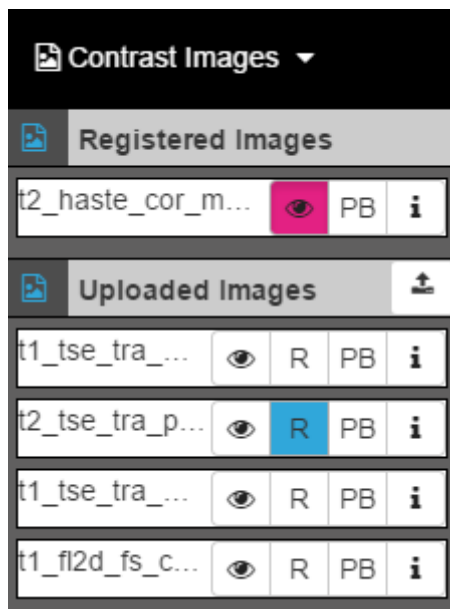 Contrast Images
Registered Images
t2_haste_cor_m... PB i
Uploaded Images
t1_tse_tra_... R PB i
t2_tse_tra_p... R PB i
t1_tse_tra_... R PB i
t1_fl2d_fs_c... R PB i